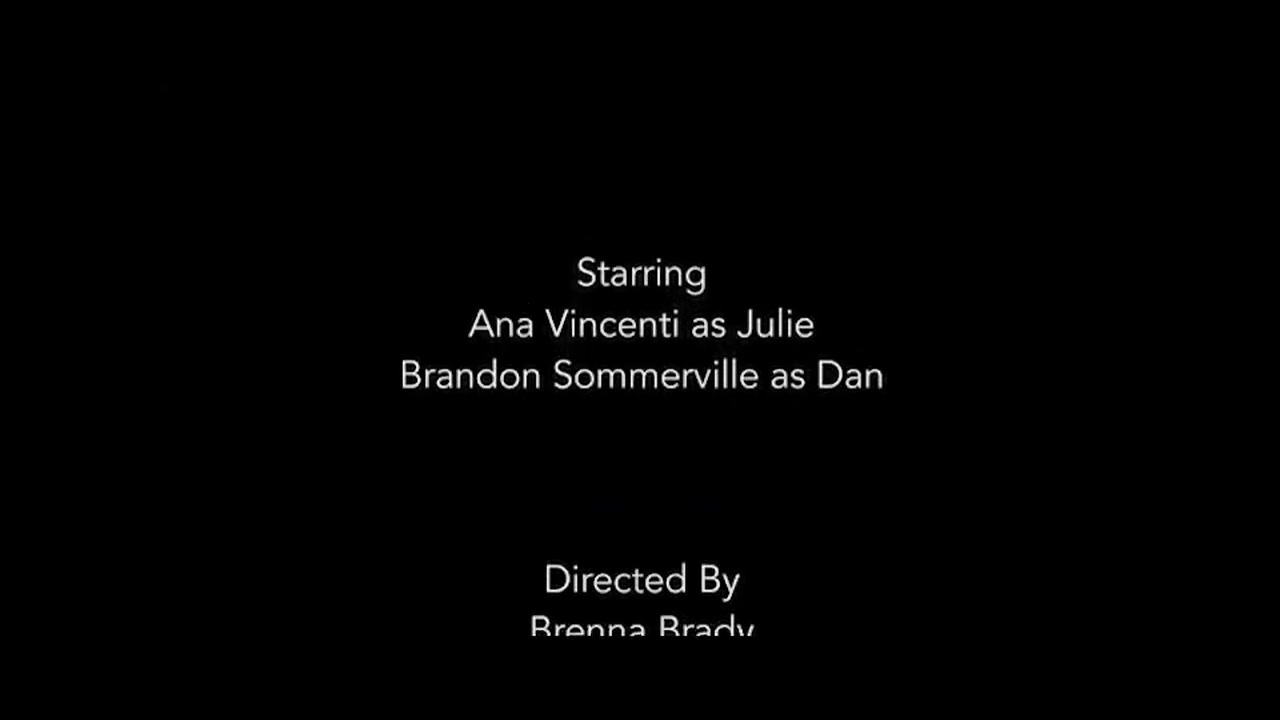 Starring
Ana Vincenti as Julie
Brandon Sommerville as Dan
Directed By
Brenna Brady